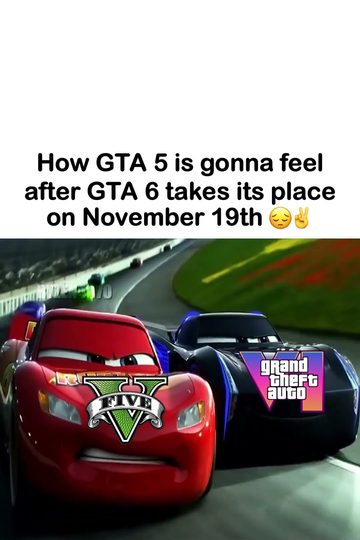 How GTA 5 is gonna feel
after GTA 6 takes its place
on November 19th 😔✌️
V
FIVE
grand
theft
auto
VI